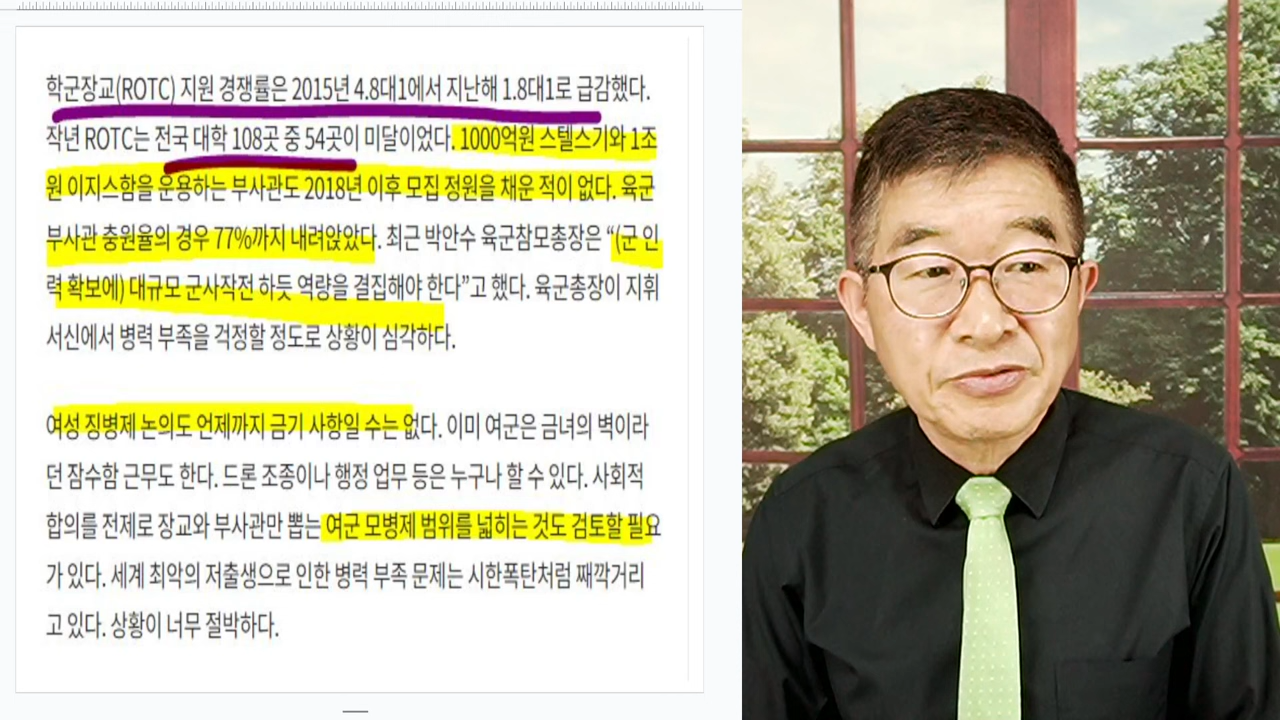 학군장교(ROTC) 지원 경쟁률은 2015년 4.8대1에서 지난해 1.8대1로 급감했다.
작년 ROTC는 전국 대학 108곳 중 54곳이 미달이었다. 1000억원 스텔스기와 1조
원 이지스함을 운용하는 부사관도 2018년 이후 모집 정원을 채운 적이 없다. 육군
부사관 충원율의 경우 77%까지 내려앉았다. 최근 박안수 육군참모총장은 “(군 인
력 확보에) 대규모 군사작전 하듯 역량을 결집해야 한다”고 했다. 육군총장이 지휘
서신에서 병력 부족을 걱정할 정도로 상황이 심각하다.
여성 징병제 논의도 언제까지 금기 사항일 수는 없다. 이미 여군은 금녀의 벽이라
던 잠수함 근무도 한다. 드론 조종이나 행정 업무 등은 누구나 할 수 있다. 사회적
합의를 전제로 장교와 부사관만 뽑는 여군 모병제 범위를 넓히는 것도 검토할 필요
가 있다. 세계 최악의 저출생으로 인한 병력 부족 문제는 시한폭탄처럼 째깍거리
고 있다. 상황이 너무 절박하다.